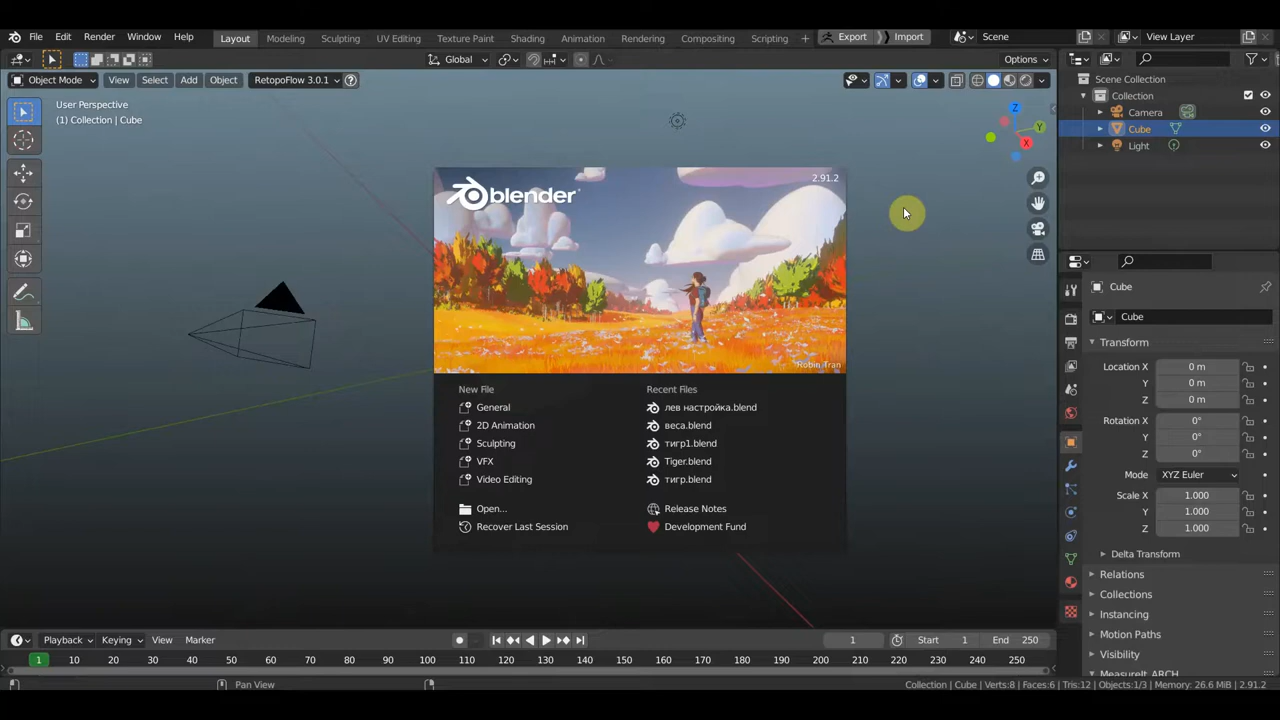 File Edit Render Window Help Layout Modeling Sculpting UV Editing Texture Paint Shading Animation Rendering Compositing Scripting + Export Import Scene View Layer
Global Options
Object Mode View Select Add Object RetopoFlow 3.0.1
User Perspective
(1) Collection | Cube
Scene Collection
Collection
Camera
Cube
Light
Z
Y
X
blender
2.91.2
Robin Tran
New File
General
2D Animation
Sculpting
VFX
Video Editing
Open...
Recover Last Session
Recent Files
лев настройка.blend
веса.blend
тигр1.blend
Tiger.blend
тигр.blend
Release Notes
Development Fund
Cube
Cube
Transform
Location X 0 m
Y 0 m
Z 0 m
Rotation X 0°
Y 0°
Z 0°
Mode XYZ Euler
Scale X 1.000
Y 1.000
Z 1.000
Delta Transform
Relations
Collections
Instancing
Motion Paths
Visibility
MeasureIt_ARCH
Playback Keying View Marker 1 Start 1 End 250
1 10 20 30 40 50 60 70 80 90 100 110 120 130 140 150 160 170 180 190 200 210 220 230 240 250
Pan View Collection | Cube | Verts:8 | Faces:6 | Tris:12 | Objects:1/3 | Memory: 26.6 MiB | 2.91.2